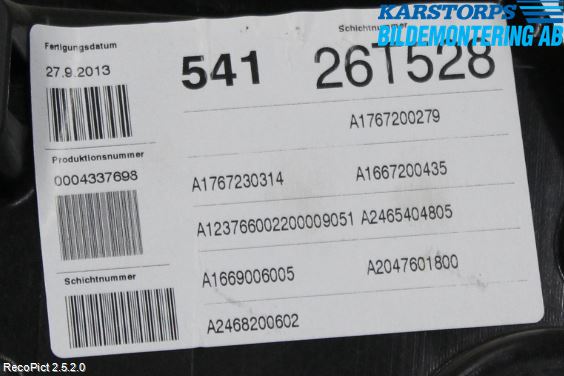 KARSTORPS
BILDEMONTERING AB
Fertigungsdatum
27.9.2013
541
Schichtnummer
26T528
A1767200279
Produktionsnummer
0004337698
A1767230314
A1667200435
A123766002200009051
A2465404805
Schichtnummer
A1669006005
A2047601800
A2468200602
RecoPict 2.5.2.0